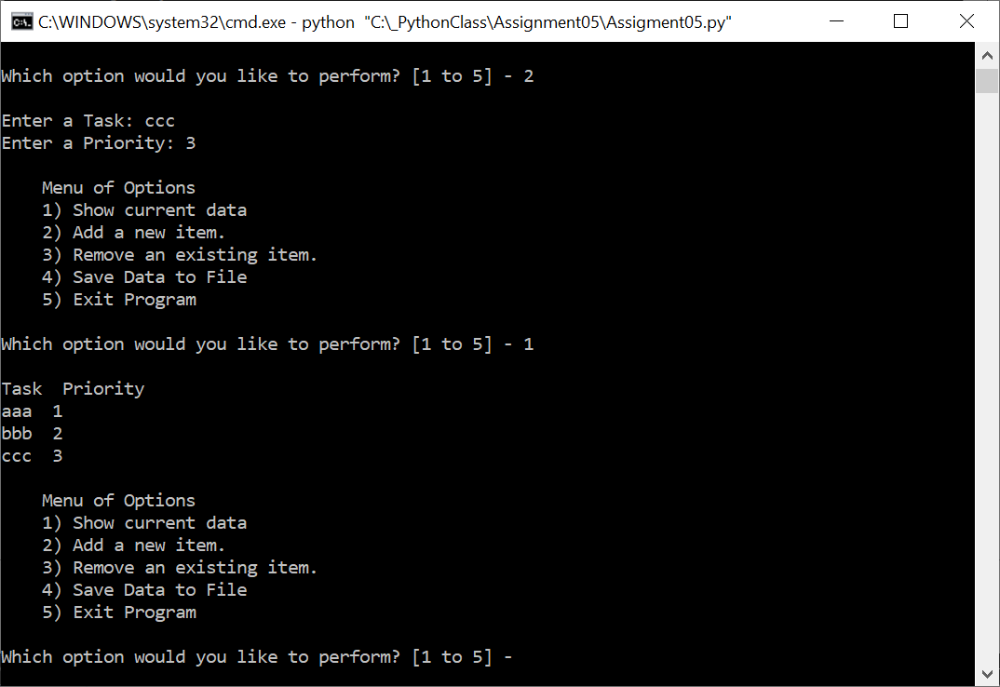 C:\WINDOWS\system32\cmd.exe - python  "C:\_PythonClass\Assignment05\Assigment05.py"
Which option would you like to perform? [1 to 5] - 2
Enter a Task: ccc
Enter a Priority: 3
Menu of Options
1) Show current data
2) Add a new item.
3) Remove an existing item.
4) Save Data to File
5) Exit Program
Which option would you like to perform? [1 to 5] - 1
Task  Priority
aaa  1
bbb  2
ccc  3
Menu of Options
1) Show current data
2) Add a new item.
3) Remove an existing item.
4) Save Data to File
5) Exit Program
Which option would you like to perform? [1 to 5] -